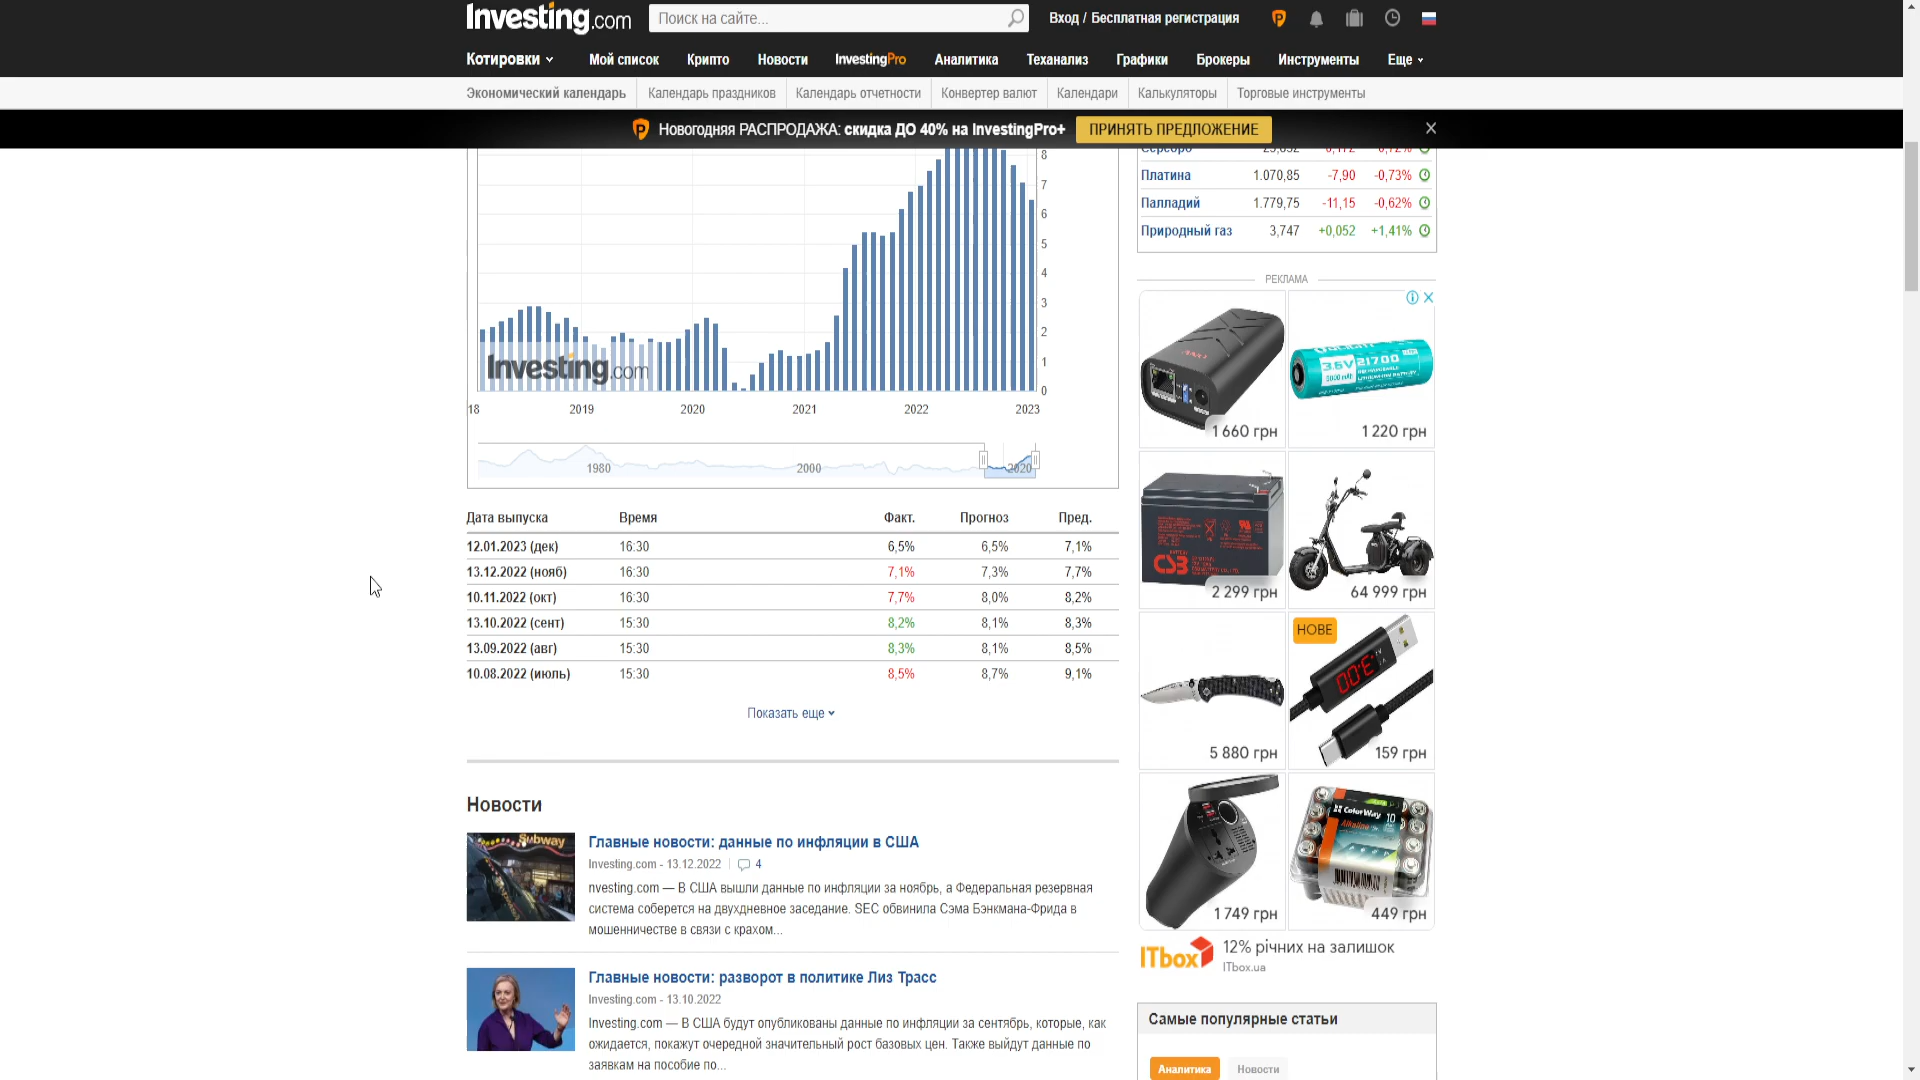 Investing.com
Поиск на сайте...
Вход / Бесплатная регистрация
Котировки
Мой список
Крипто
Новости
InvestingPro
Аналитика
Теханализ
Графики
Брокеры
Инструменты
Еще
Экономический календарь
Календарь праздников
Календарь отчетности
Конвертер валют
Календари
Калькуляторы
Торговые инструменты
Новогодняя РАСПРОДАЖА: скидка ДО 40% на InvestingPro+
ПРИНЯТЬ ПРЕДЛОЖЕНИЕ
8
7
6
5
4
3
2
1
0
Investing.com
18 2019 2020 2021 2022 2023
1980 2000 2020
Дата выпуска Время Факт. Прогноз Пред.
12.01.2023 (дек) 16:30 6,5% 6,5% 7,1%
13.12.2022 (нояб) 16:30 7,1% 7,3% 7,7%
10.11.2022 (окт) 16:30 7,7% 8,0% 8,2%
13.10.2022 (сент) 15:30 8,2% 8,1% 8,3%
13.09.2022 (авг) 15:30 8,3% 8,1% 8,5%
10.08.2022 (июль) 15:30 8,5% 8,7% 9,1%
Показать еще
Новости
Subway
Главные новости: данные по инфляции в США
Investing.com - 13.12.2022 4
nvesting.com — В США вышли данные по инфляции за ноябрь, а Федеральная резервная
система соберется на двухдневное заседание. SEC обвинила Сэма Бэнкмана-Фрида в
мошенничестве в связи с крахом...
Главные новости: разворот в политике Лиз Трасс
Investing.com - 13.10.2022
Investing.com — В США будут опубликованы данные по инфляции за сентябрь, которые, как
ожидается, покажут очередной значительный рост базовых цен. Также выйдут данные по
заявкам на пособие по...
Серебро
Платина 1.070,85 -7,90 -0,73%
Палладий 1.779,75 -11,15 -0,62%
Природный газ 3,747 +0,052 +1,41%
РЕКЛАМА
1 660 грн
3.6V 21700
1 220 грн
CSB
2 299 грн
64 999 грн
5 880 грн
НОВЕ
159 грн
1 749 грн
ColorWay 10
Alkaline
449 грн
ITbox
12% річних на залишок
ITbox.ua
Самые популярные статьи
Аналитика
Новости